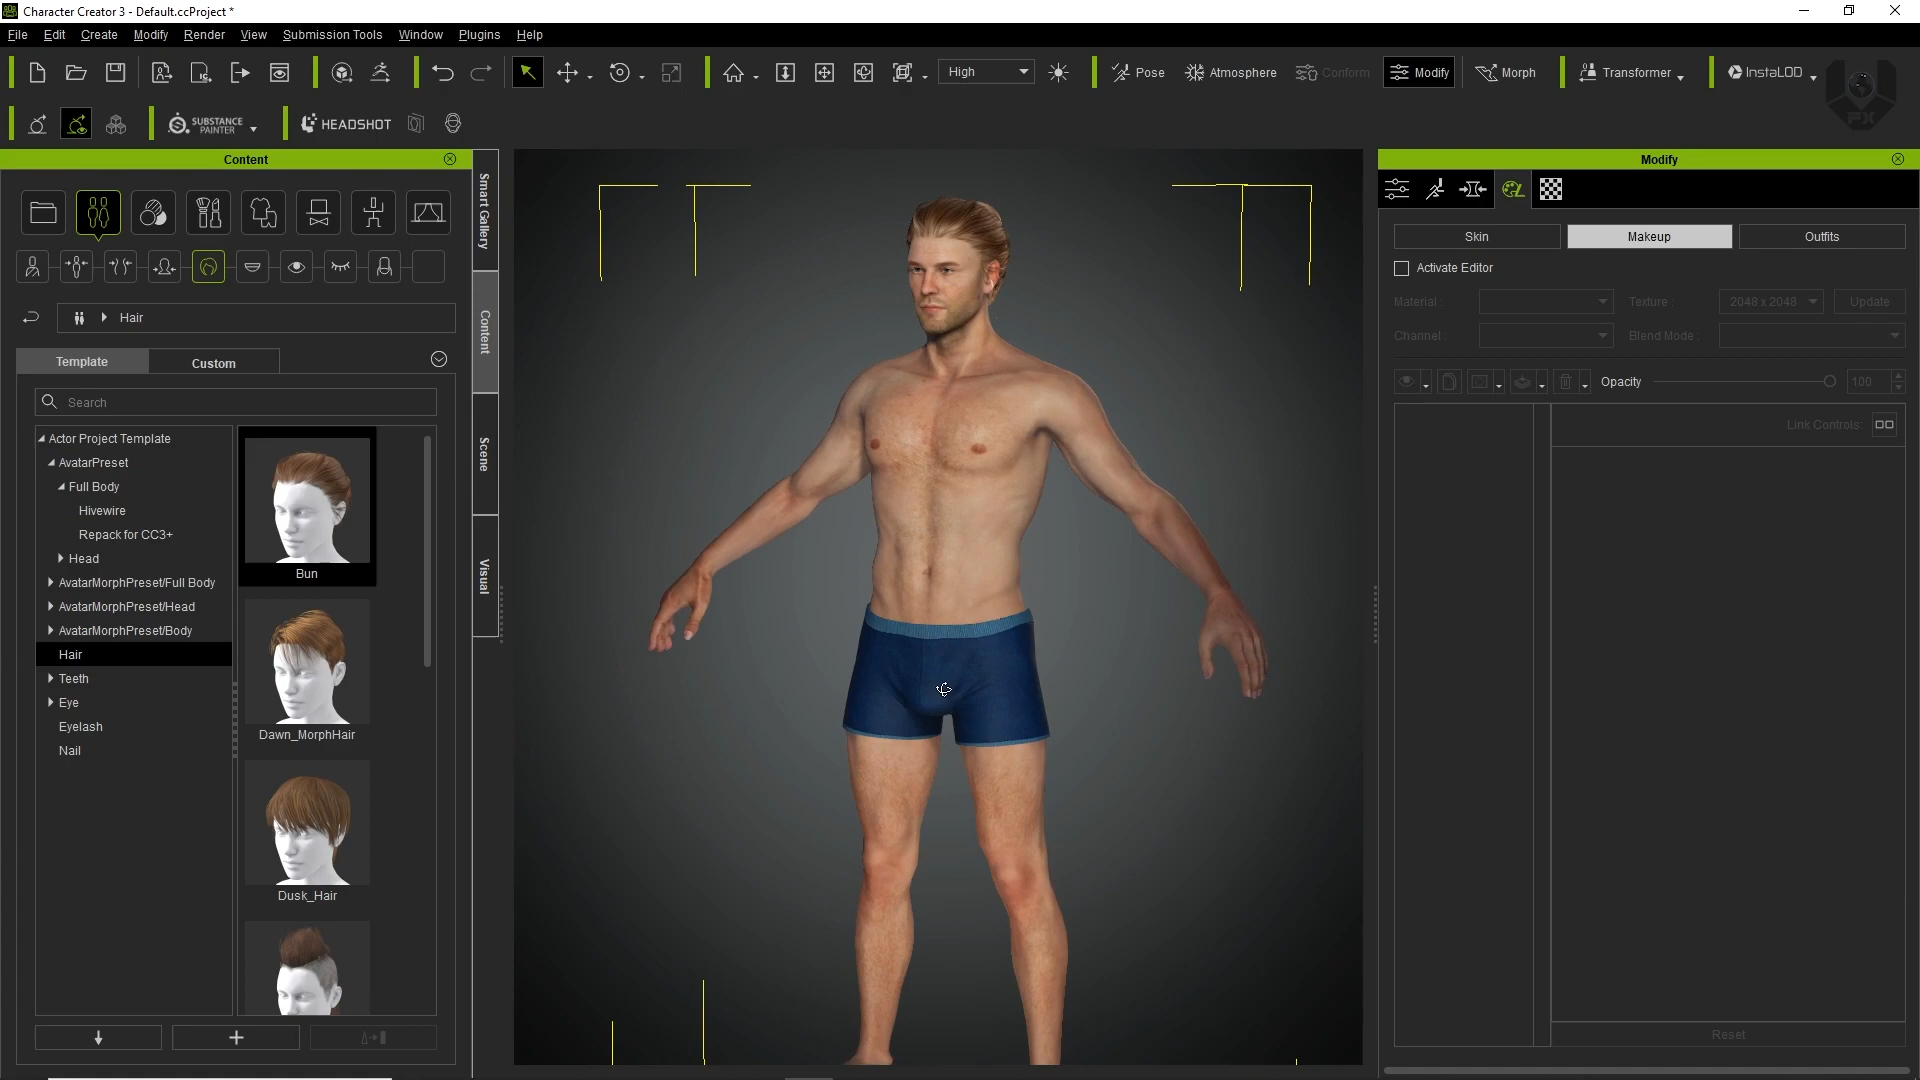 Character Creator 3 - Default.ccProject *
File Edit Create Modify Render View Submission Tools Window Plugins Help
High Pose Atmosphere Conform Modify Morph Transformer InstaLOD
SUBSTANCE
PAINTER
HEADSHOT
FX
Content
Smart Gallery
Content
Scene
Visual
Hair
Template Custom
Search
Actor Project Template
AvatarPreset
Full Body
Hivewire
Repack for CC3+
Head
AvatarMorphPreset/Full Body
AvatarMorphPreset/Head
AvatarMorphPreset/Body
Hair
Teeth
Eye
Eyelash
Nail
Bun
Dawn_MorphHair
Dusk_Hair
Modify
Skin Makeup Outfits
Activate Editor
Material : Texture : 2048 x 2048 Update
Channel : Blend Mode :
Opacity 100
Link Controls:
Reset